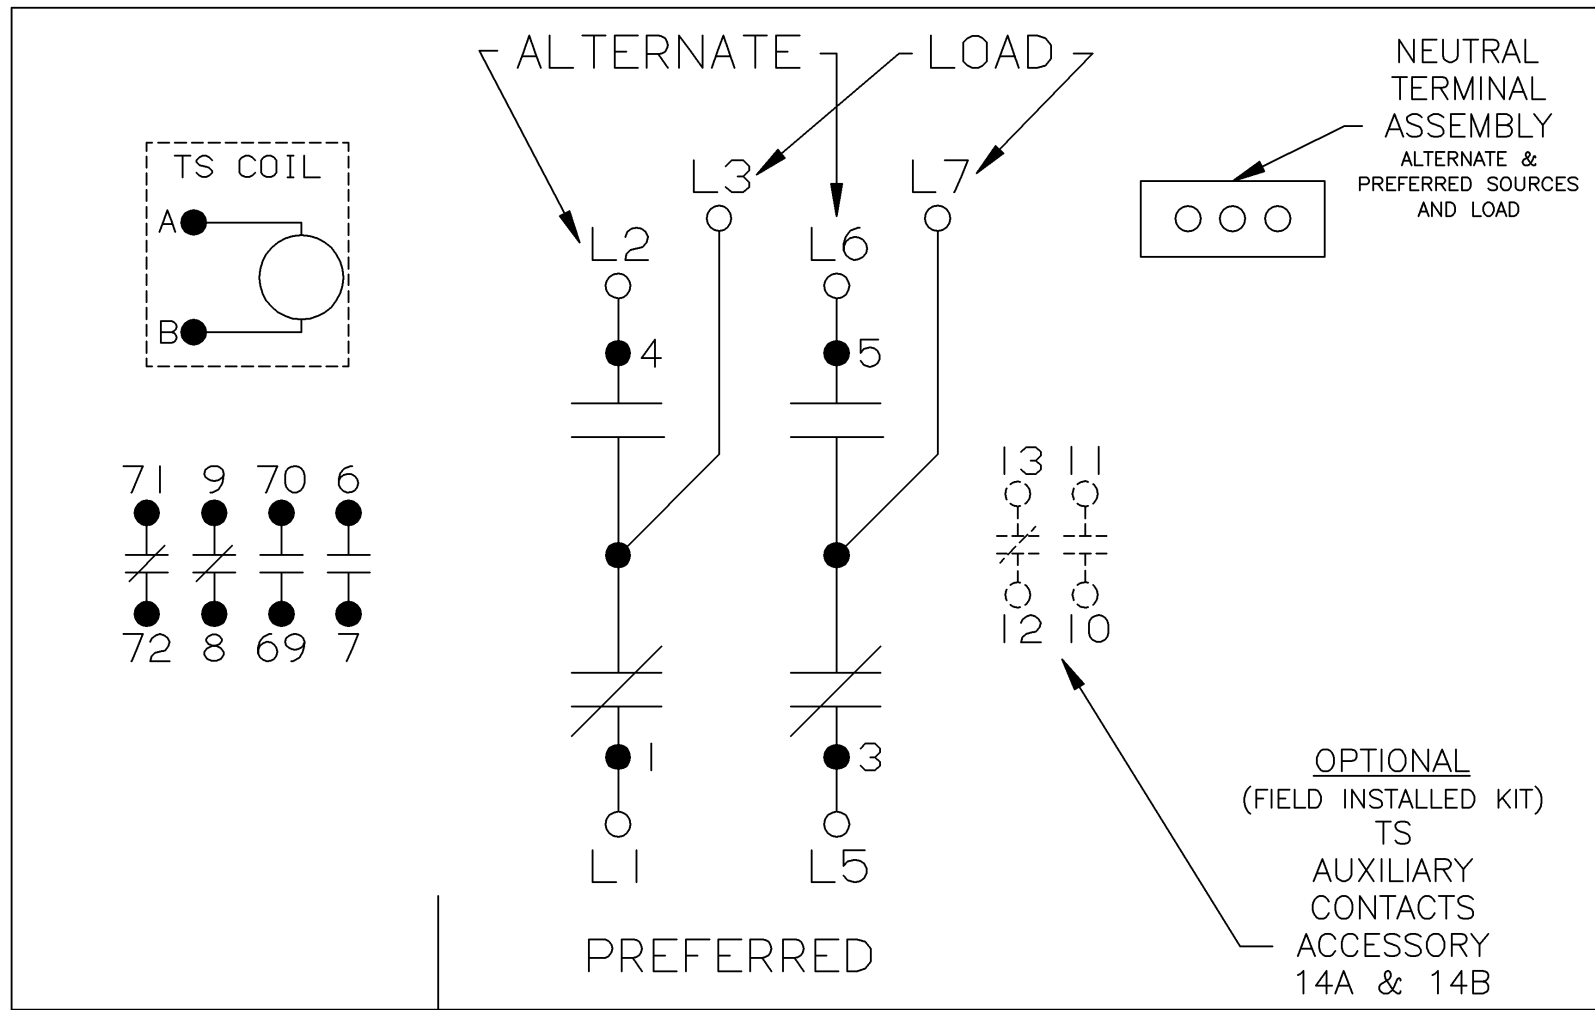 ALTERNATE
LOAD
NEUTRAL
TERMINAL
ASSEMBLY
ALTERNATE &
PREFERRED SOURCES
AND LOAD
TS COIL
A
B
L2
L3
L6
L7
4
5
71 9 70 6
72 8 69 7
13 11
12 10
1
3
L1
L5
PREFERRED
OPTIONAL
(FIELD INSTALLED KIT)
TS
AUXILIARY
CONTACTS
ACCESSORY
14A & 14B